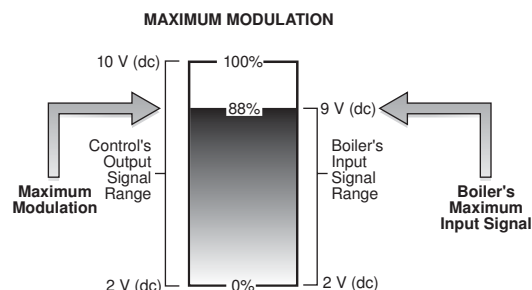 MAXIMUM MODULATION
10 V (dc)
100%
88%
9 V (dc)
Control's
Output
Signal
Range
Boiler's
Input
Signal
Range
Maximum
Modulation
Boiler's
Maximum
Input Signal
2 V (dc)
0%
2 V (dc)